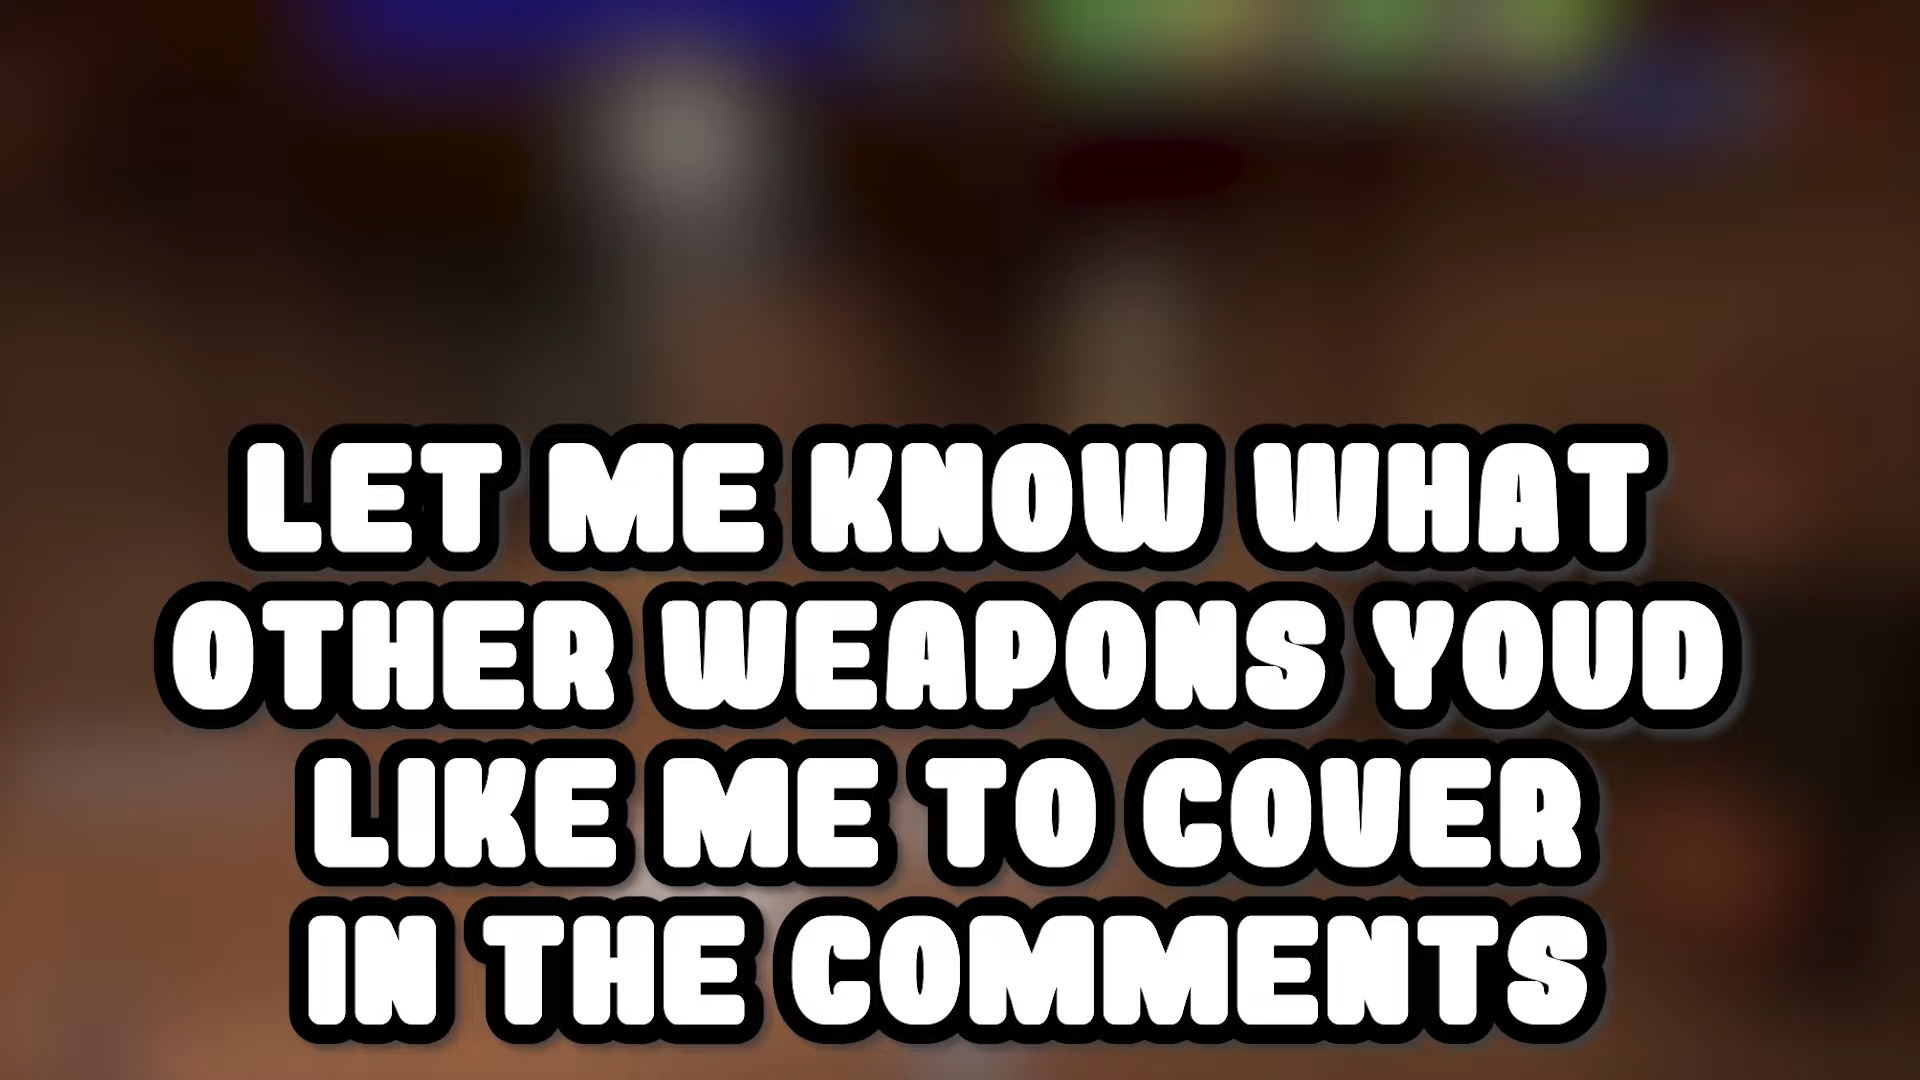 LET ME KNOW WHAT
OTHER WEAPONS YOUD
LIKE ME TO COVER
IN THE COMMENTS